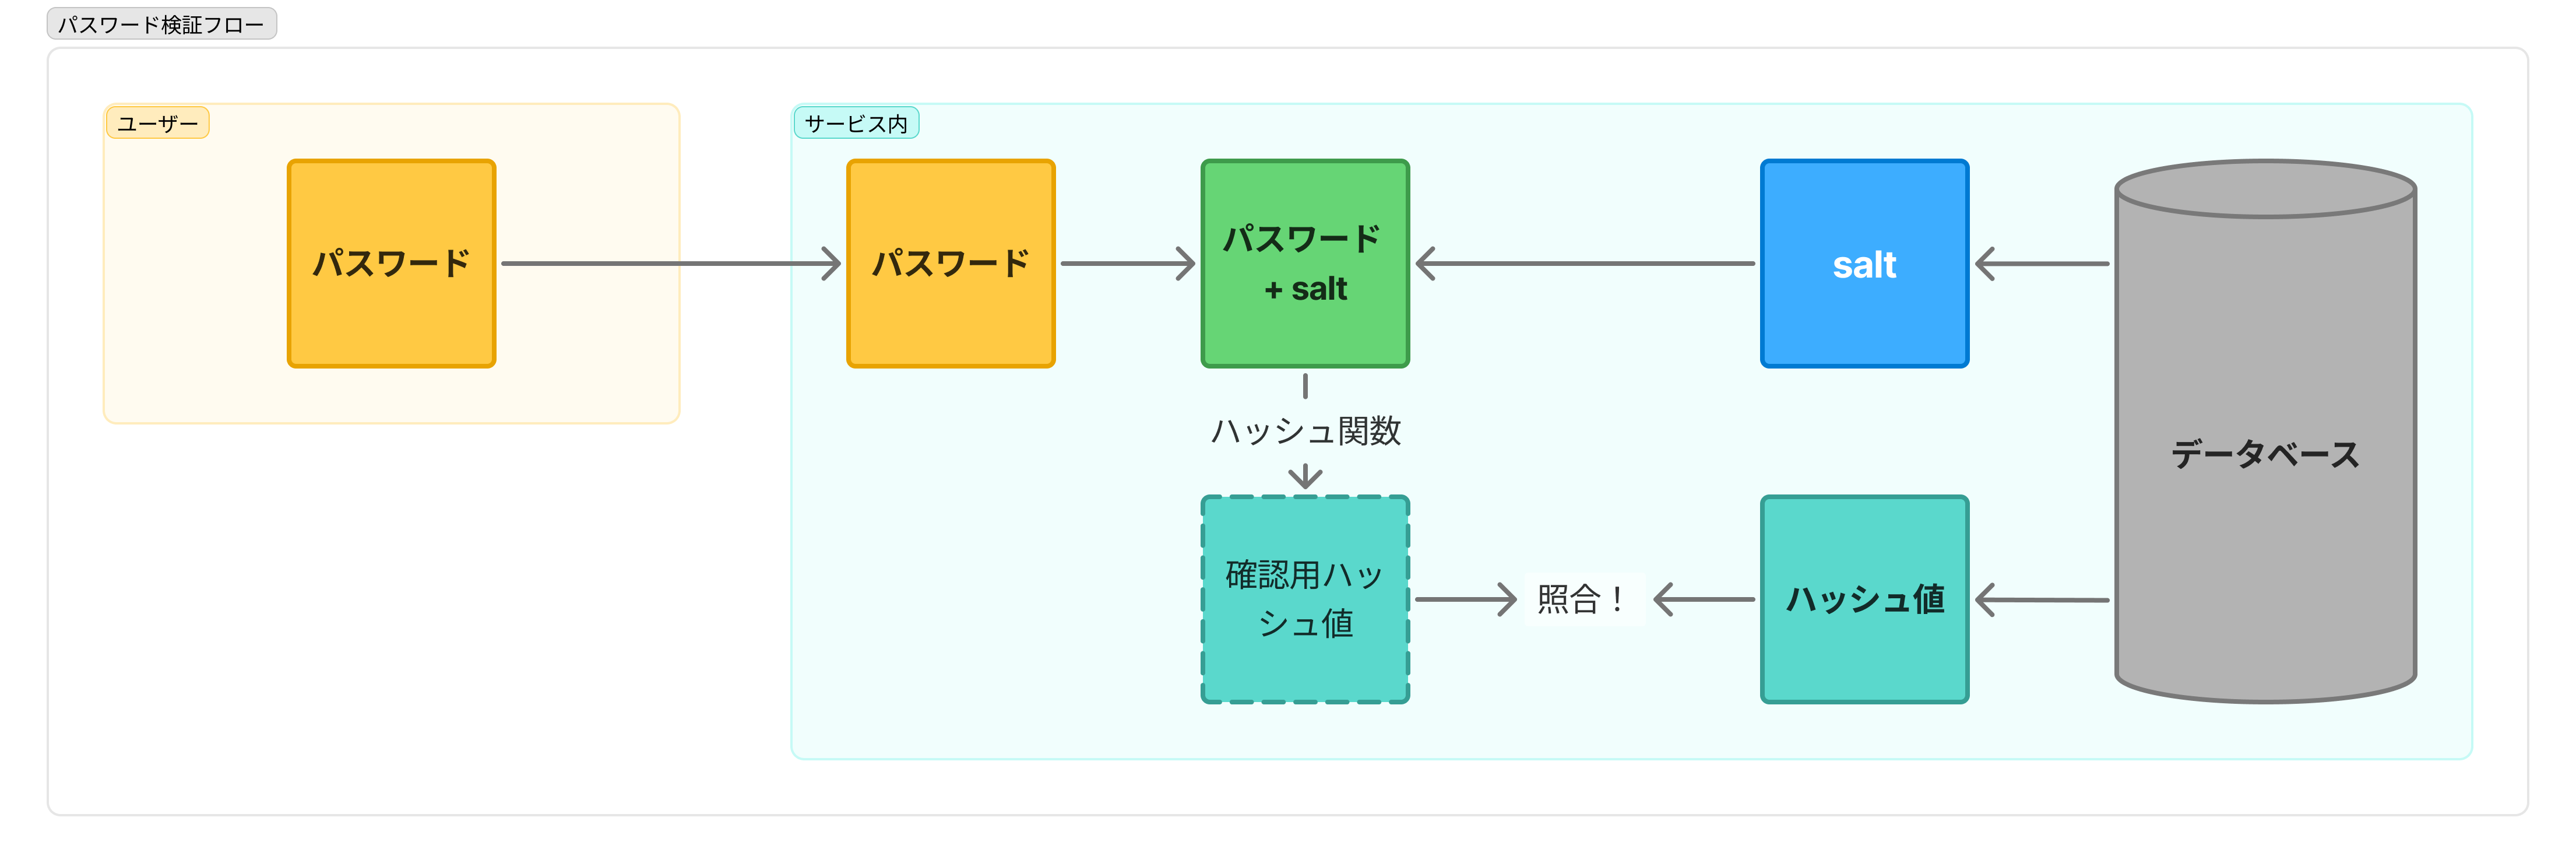 パスワード検証フロー
ユーザー
サービス内
パスワード
パスワード
パスワード
+ salt
salt
データベース
ハッシュ関数
確認用ハッ
シュ値
照合！
ハッシュ値